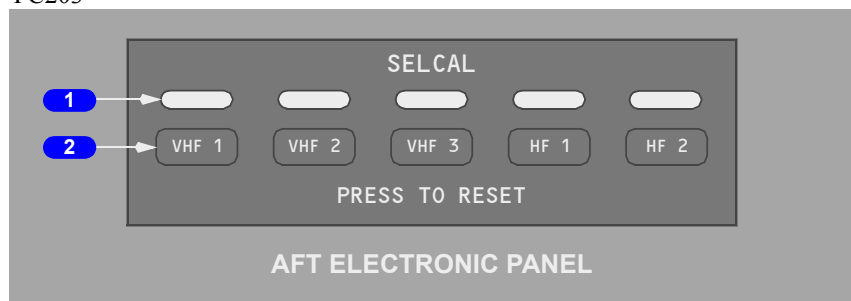 SELCAL
1
2 VHF 1 VHF 2 VHF 3 HF 1 HF 2
PRESS TO RESET
AFT ELECTRONIC PANEL